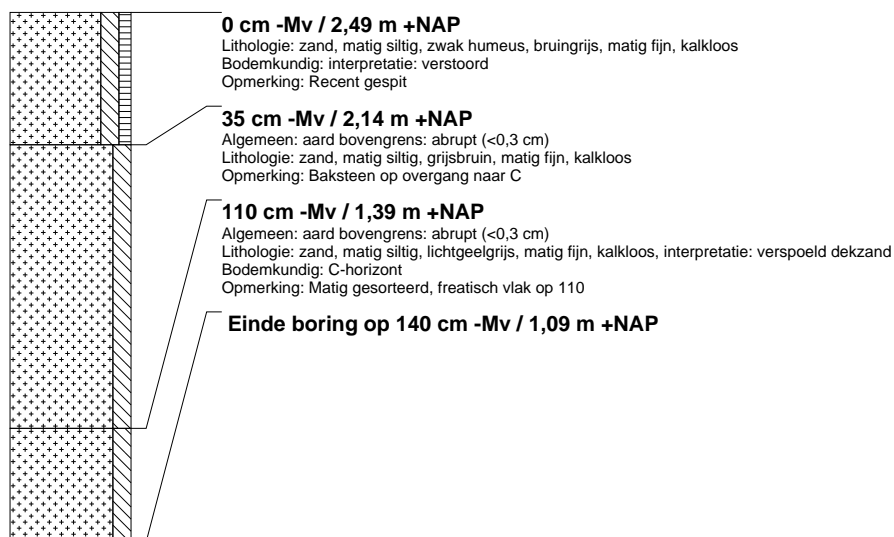 0 cm -Mv / 2,49 m +NAP
Lithologie: zand, matig siltig, zwak humeus, bruingrijs, matig fijn, kalkloos
Bodemkundig: interpretatie: verstoord
Opmerking: Recent gespit
35 cm -Mv / 2,14 m +NAP
Algemeen: aard bovengrens: abrupt (<0,3 cm)
Lithologie: zand, matig siltig, grijsbruin, matig fijn, kalkloos
Opmerking: Baksteen op overgang naar C
110 cm -Mv / 1,39 m +NAP
Algemeen: aard bovengrens: abrupt (<0,3 cm)
Lithologie: zand, matig siltig, lichtgeelgrijs, matig fijn, kalkloos, interpretatie: verspoeld dekzand
Bodemkundig: C-horizont
Opmerking: Matig gesorteerd, freatisch vlak op 110
Einde boring op 140 cm -Mv / 1,09 m +NAP